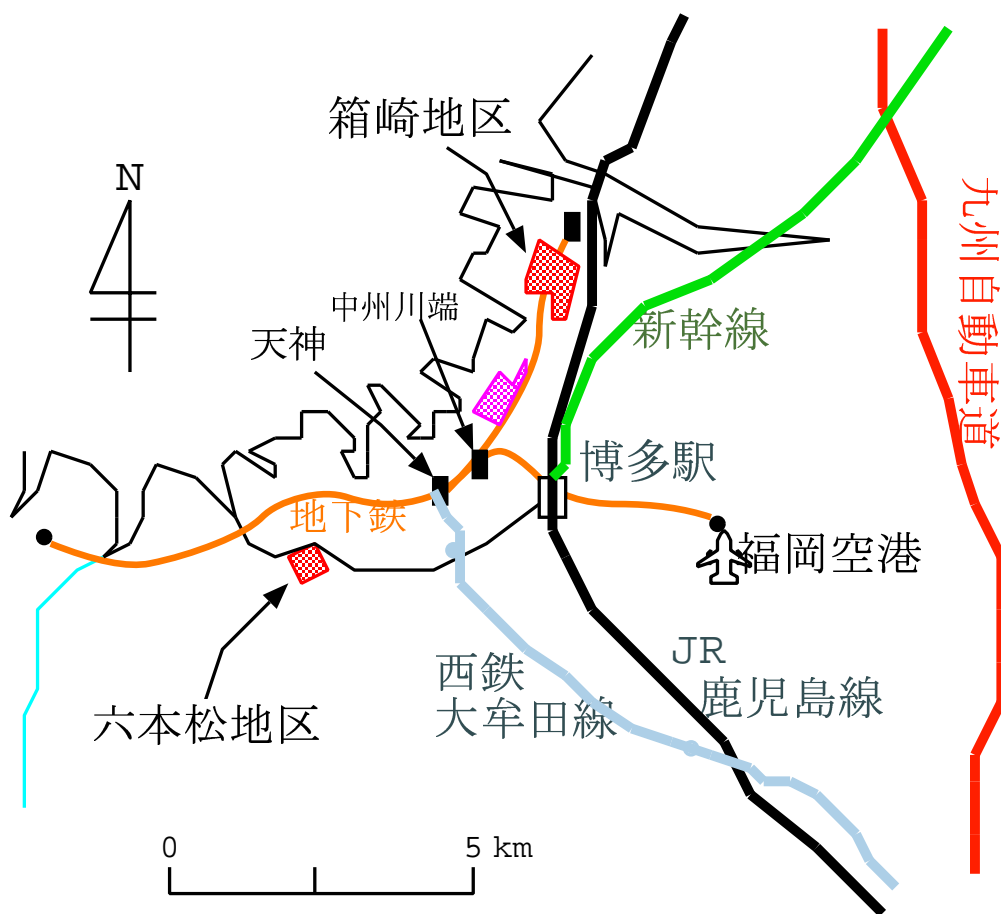 箱崎地区
N
九州自動車道
中州川端
新幹線
天神
博多駅
地下鉄
福岡空港
西鉄
大牟田線
JR
鹿児島線
六本松地区
0
5 km